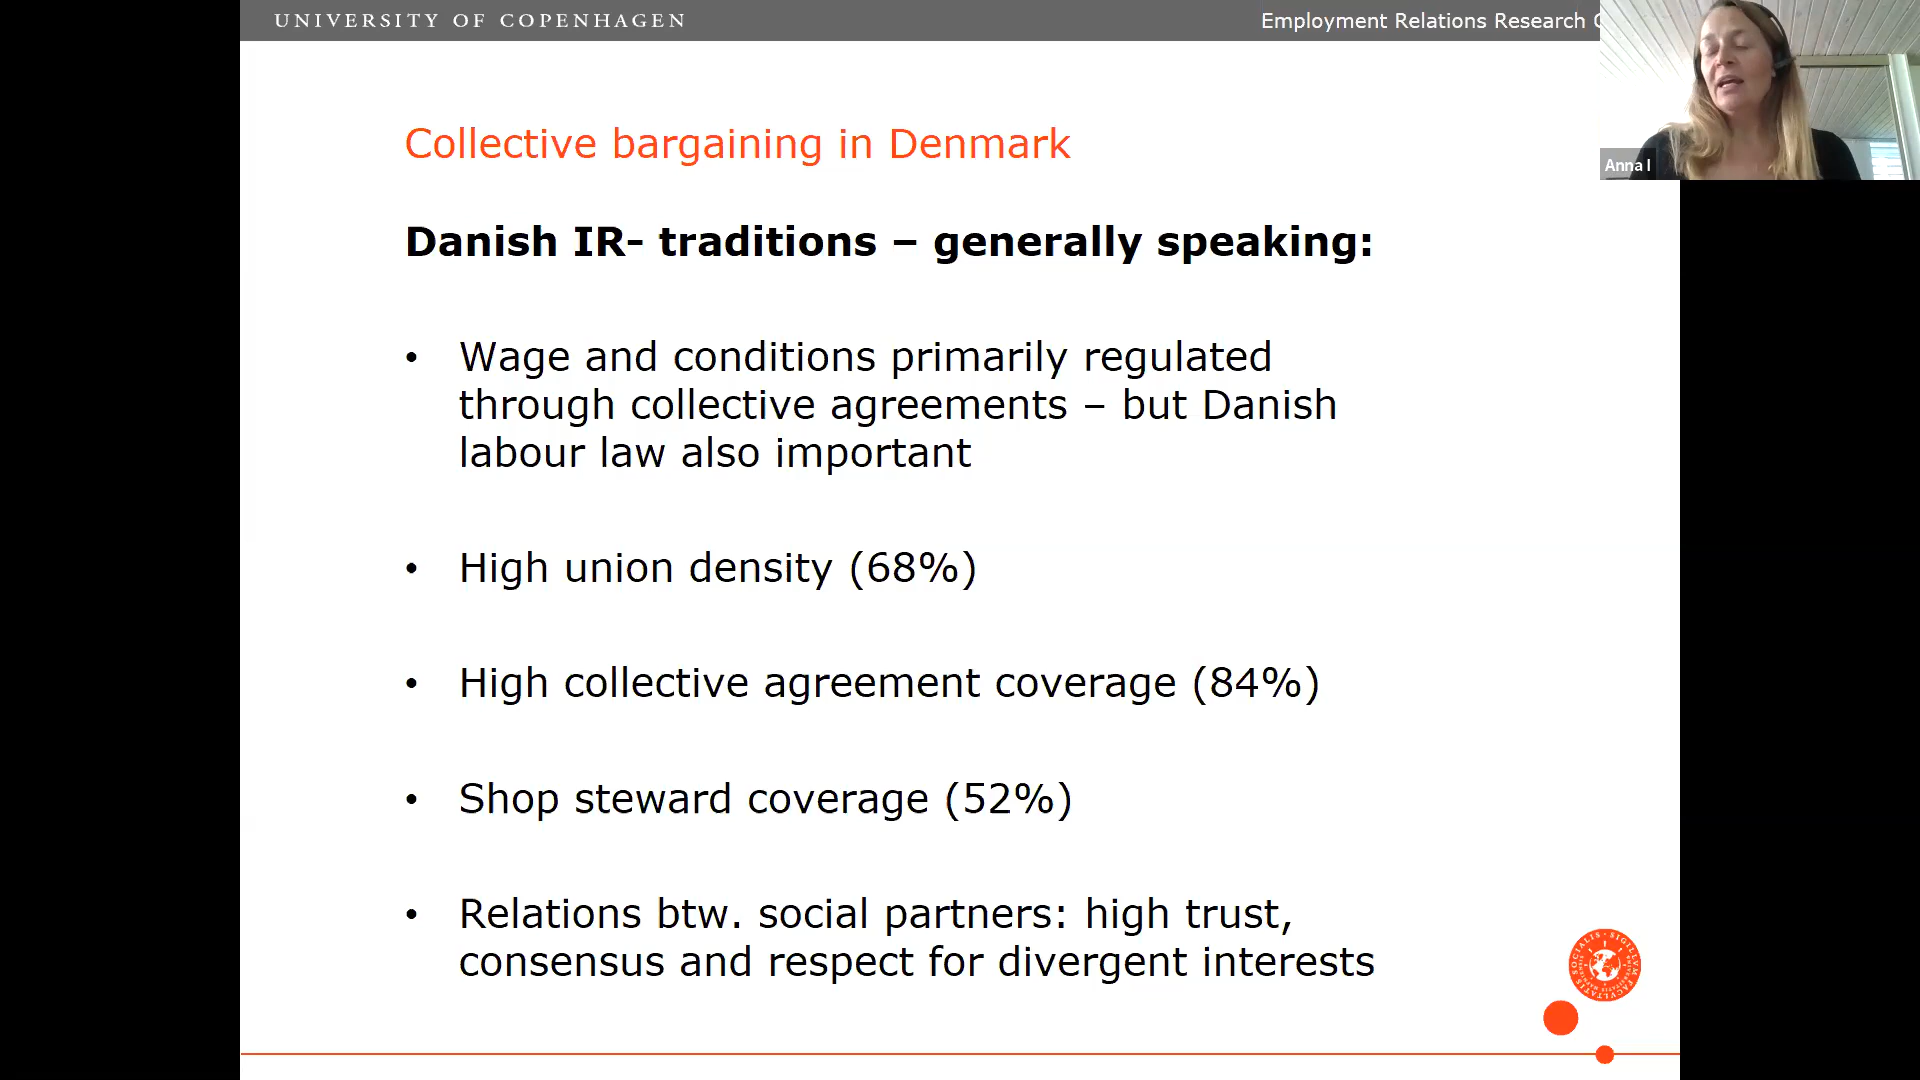 UNIVERSITY OF COPENHAGEN
Employment Relations Research
Anna I
Collective bargaining in Denmark
Danish IR- traditions – generally speaking:
• Wage and conditions primarily regulated
through collective agreements – but Danish
labour law also important
• High union density (68%)
• High collective agreement coverage (84%)
• Shop steward coverage (52%)
• Relations btw. social partners: high trust,
consensus and respect for divergent interests